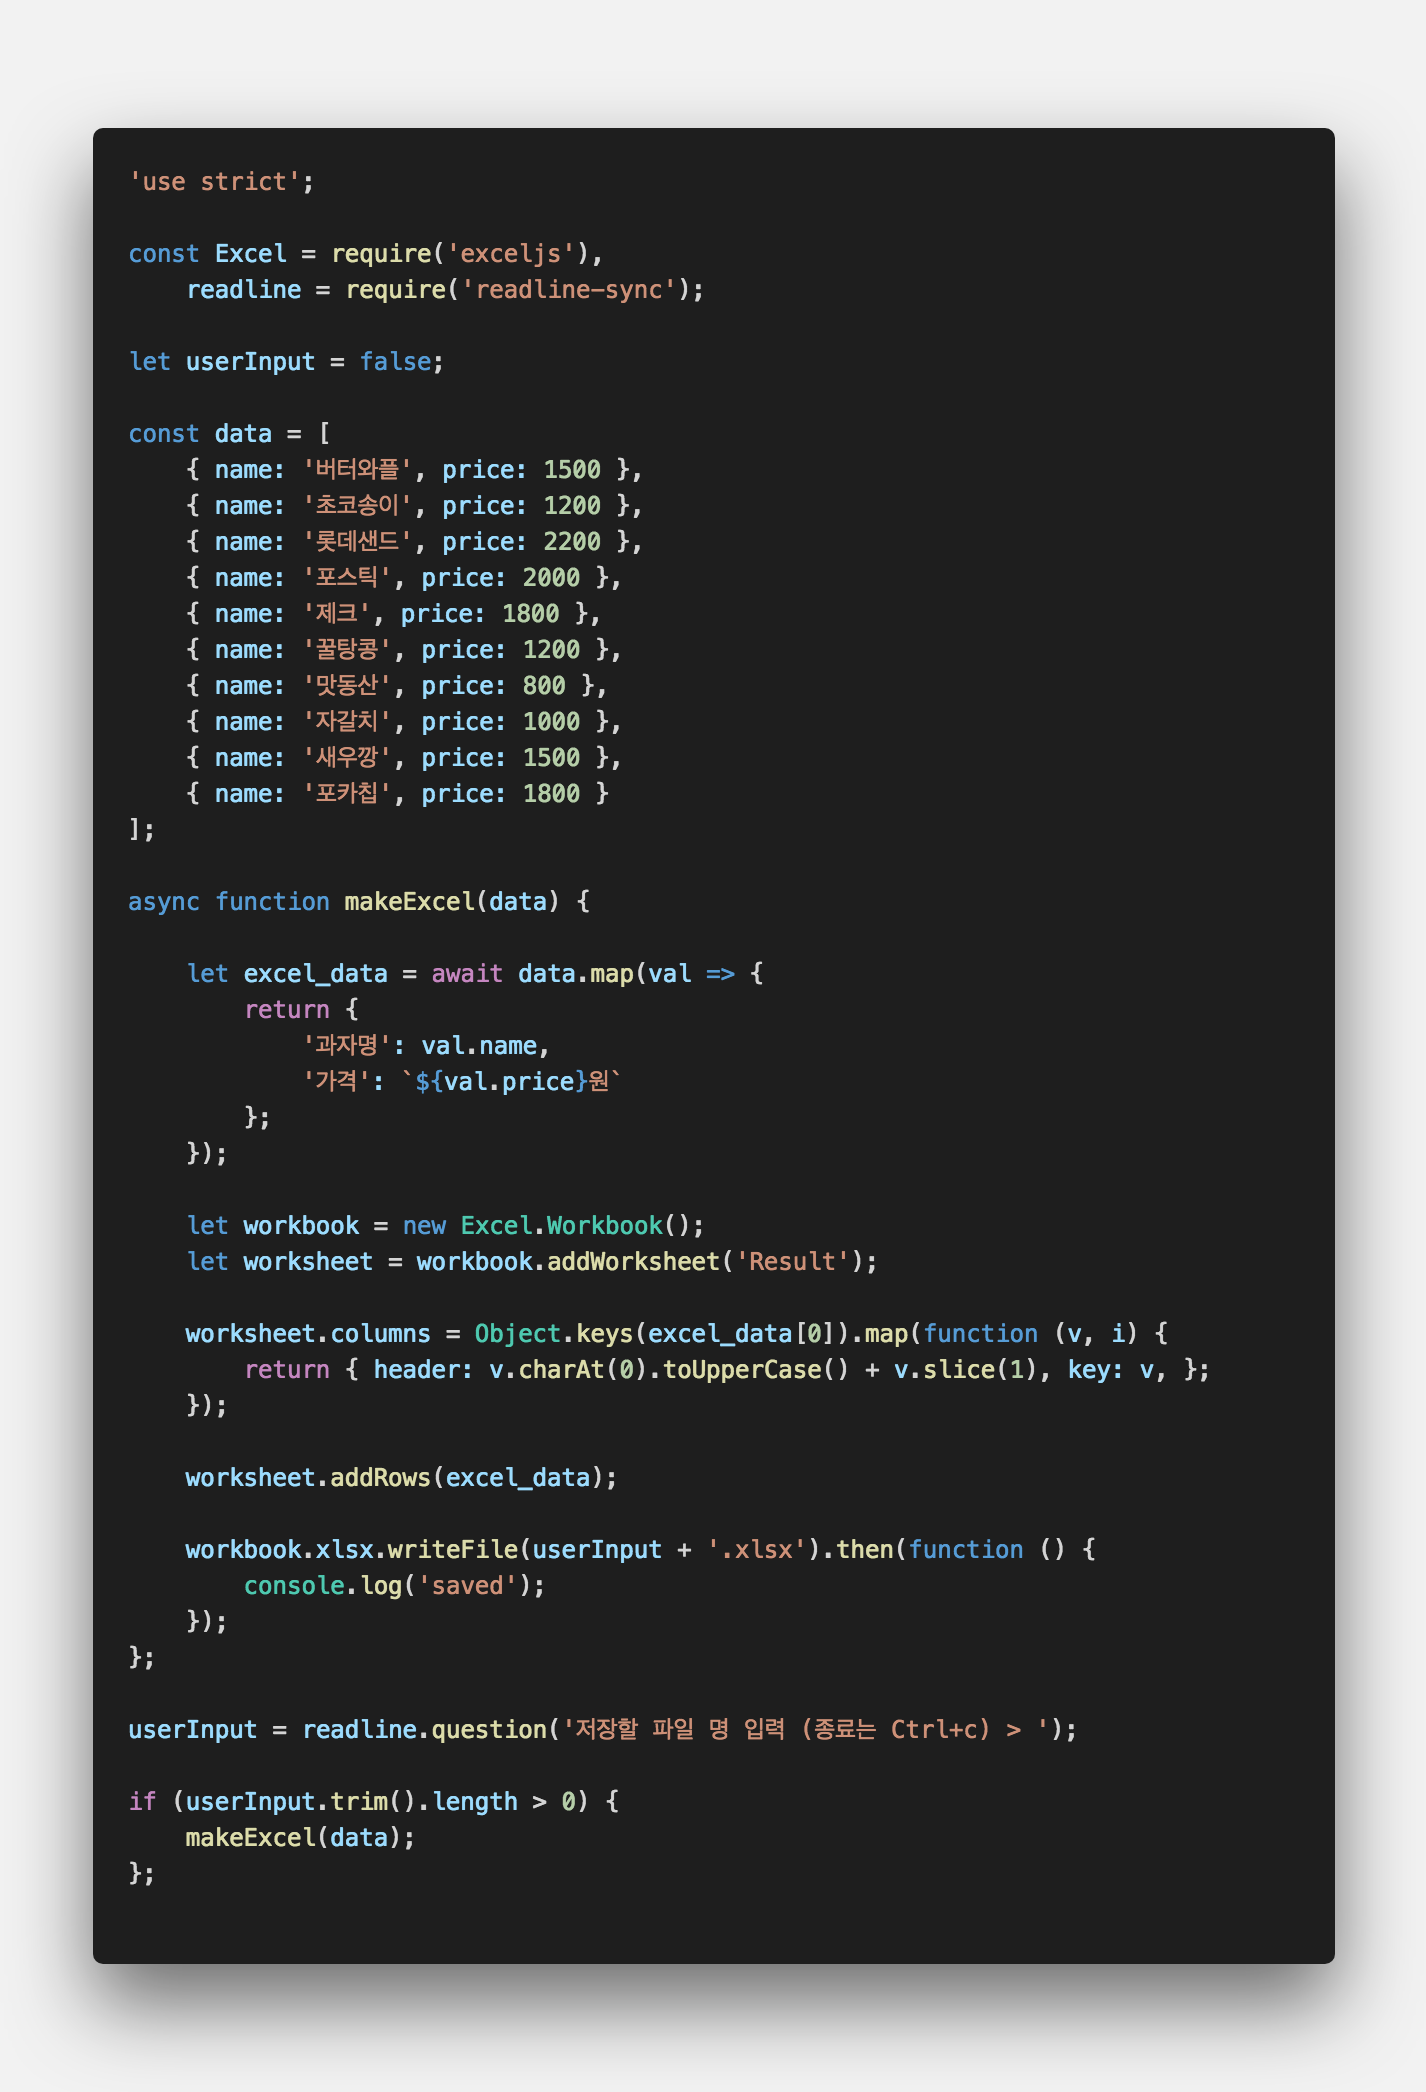 'use strict';
const Excel = require('exceljs'),
    readline = require('readline-sync');
let userInput = false;
const data = [
    { name: '버터와플', price: 1500 },
    { name: '초코송이', price: 1200 },
    { name: '롯데샌드', price: 2200 },
    { name: '포스틱', price: 2000 },
    { name: '제크', price: 1800 },
    { name: '꿀탕콩', price: 1200 },
    { name: '맛동산', price: 800 },
    { name: '자갈치', price: 1000 },
    { name: '새우깡', price: 1500 },
    { name: '포카칩', price: 1800 }
];
async function makeExcel(data) {
    let excel_data = await data.map(val => {
        return {
            '과자명': val.name,
            '가격': `${val.price}원`
        };
    });
    let workbook = new Excel.Workbook();
    let worksheet = workbook.addWorksheet('Result');
    worksheet.columns = Object.keys(excel_data[0]).map(function (v, i) {
        return { header: v.charAt(0).toUpperCase() + v.slice(1), key: v, };
    });
    worksheet.addRows(excel_data);
    workbook.xlsx.writeFile(userInput + '.xlsx').then(function () {
        console.log('saved');
    });
};
userInput = readline.question('저장할 파일 명 입력 (종료는 Ctrl+c) > ');
if (userInput.trim().length > 0) {
    makeExcel(data);
};